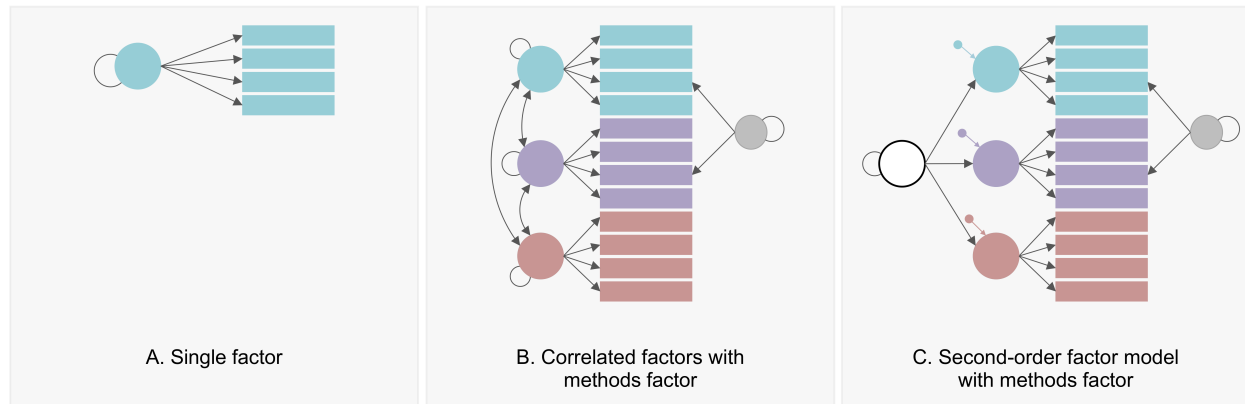 A. Single factor
B. Correlated factors with
methods factor
C. Second-order factor model
with methods factor